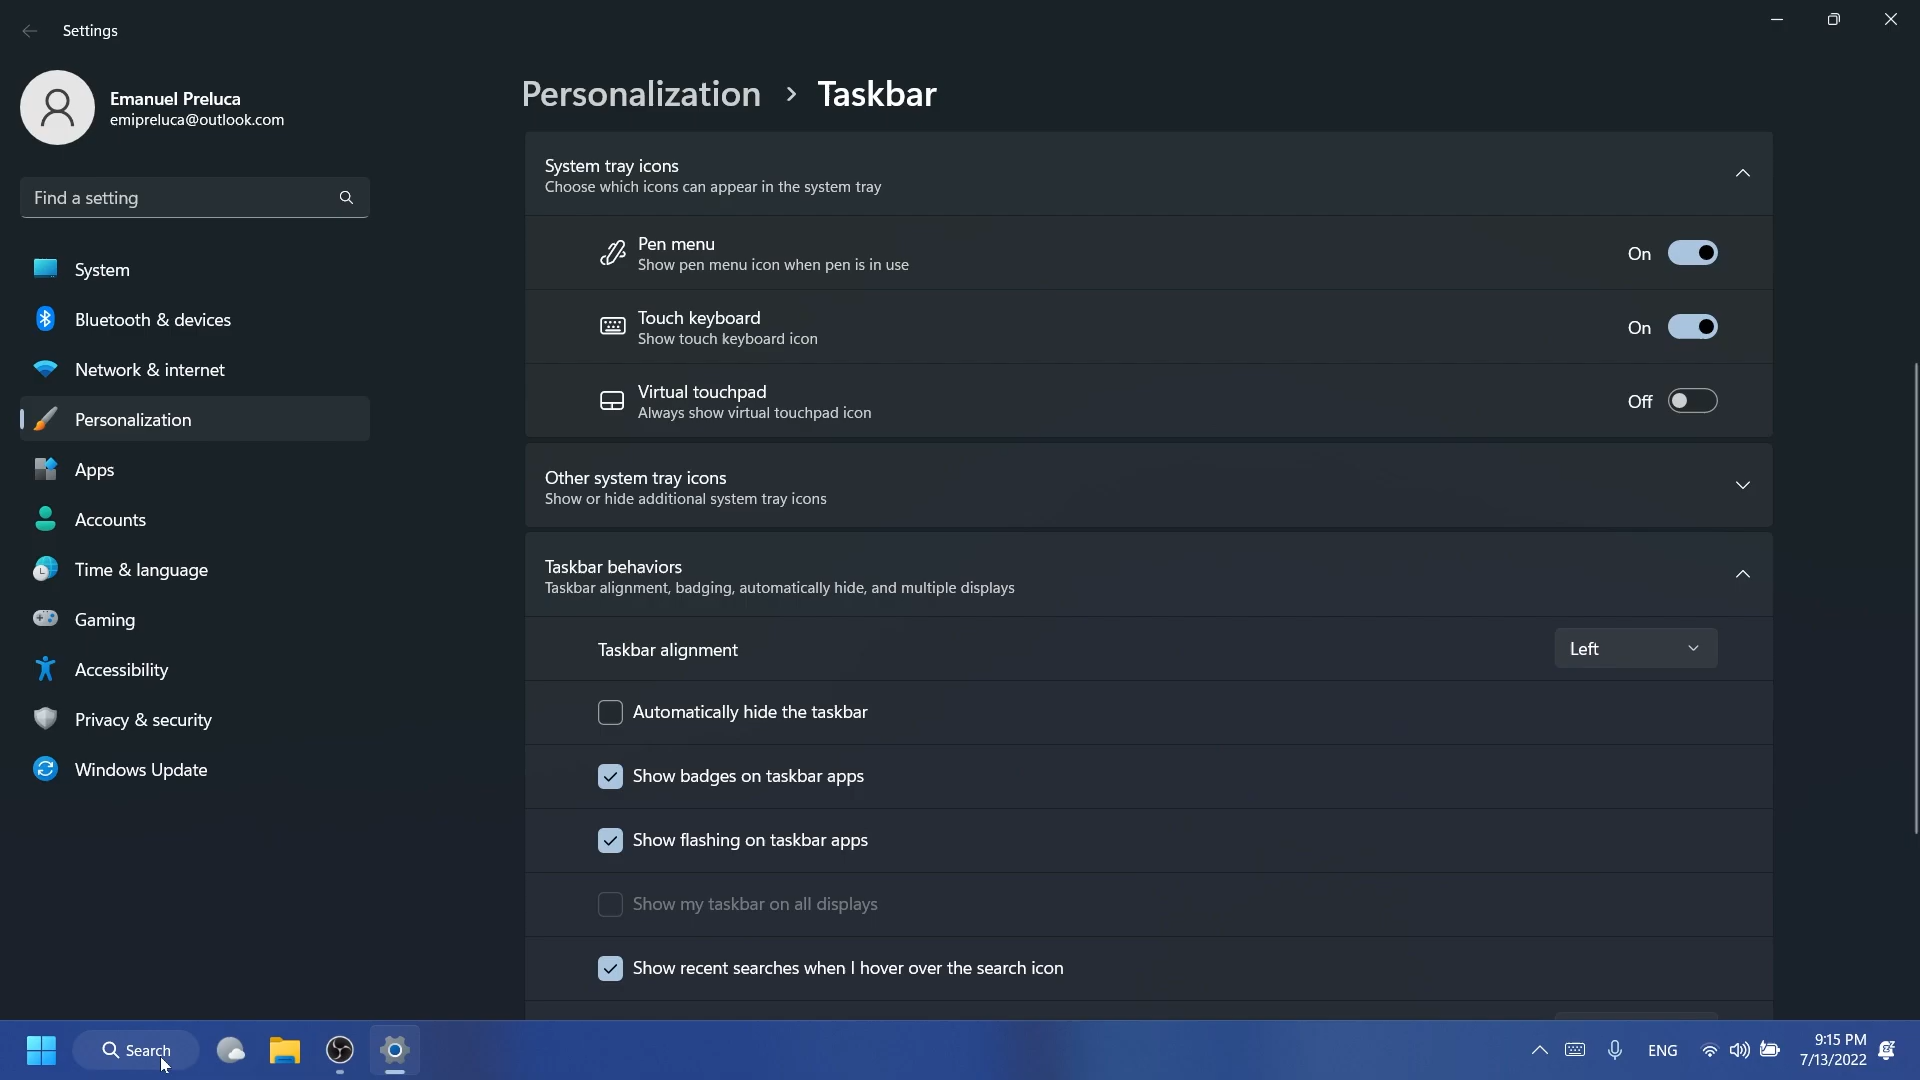 Settings
Emanuel Preluca
emipreluca@outlook.com
Find a setting
System
Bluetooth & devices
Network & internet
Personalization
Apps
Accounts
Time & language
Gaming
Accessibility
Privacy & security
Windows Update
Personalization > Taskbar
System tray icons
Choose which icons can appear in the system tray
Pen menu
Show pen menu icon when pen is in use
On
Touch keyboard
Show touch keyboard icon
On
Virtual touchpad
Always show virtual touchpad icon
Off
Other system tray icons
Show or hide additional system tray icons
Taskbar behaviors
Taskbar alignment, badging, automatically hide, and multiple displays
Taskbar alignment
Left
Automatically hide the taskbar
Show badges on taskbar apps
Show flashing on taskbar apps
Show my taskbar on all displays
Show recent searches when I hover over the search icon
Search
ENG
9:15 PM
7/13/2022